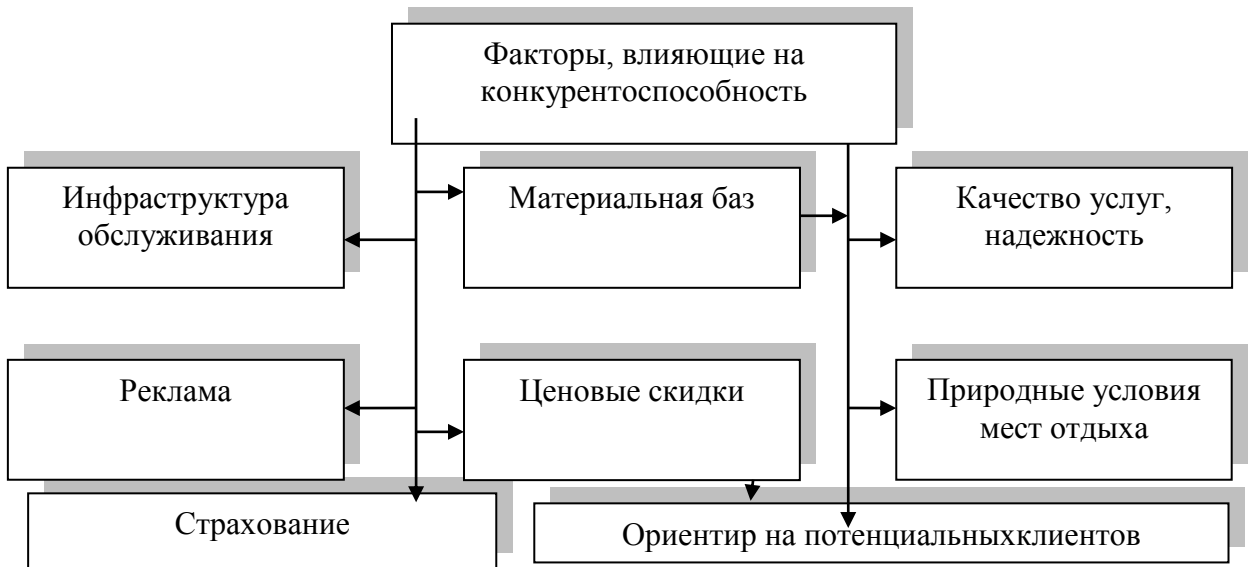 Факторы, влияющие на
конкурентоспособность
Инфраструктура
обслуживания
Материальная баз
Качество услуг,
надежность
Реклама
Ценовые скидки
Природные условия
мест отдыха
Страхование
Ориентир на потенциальныхклиентов